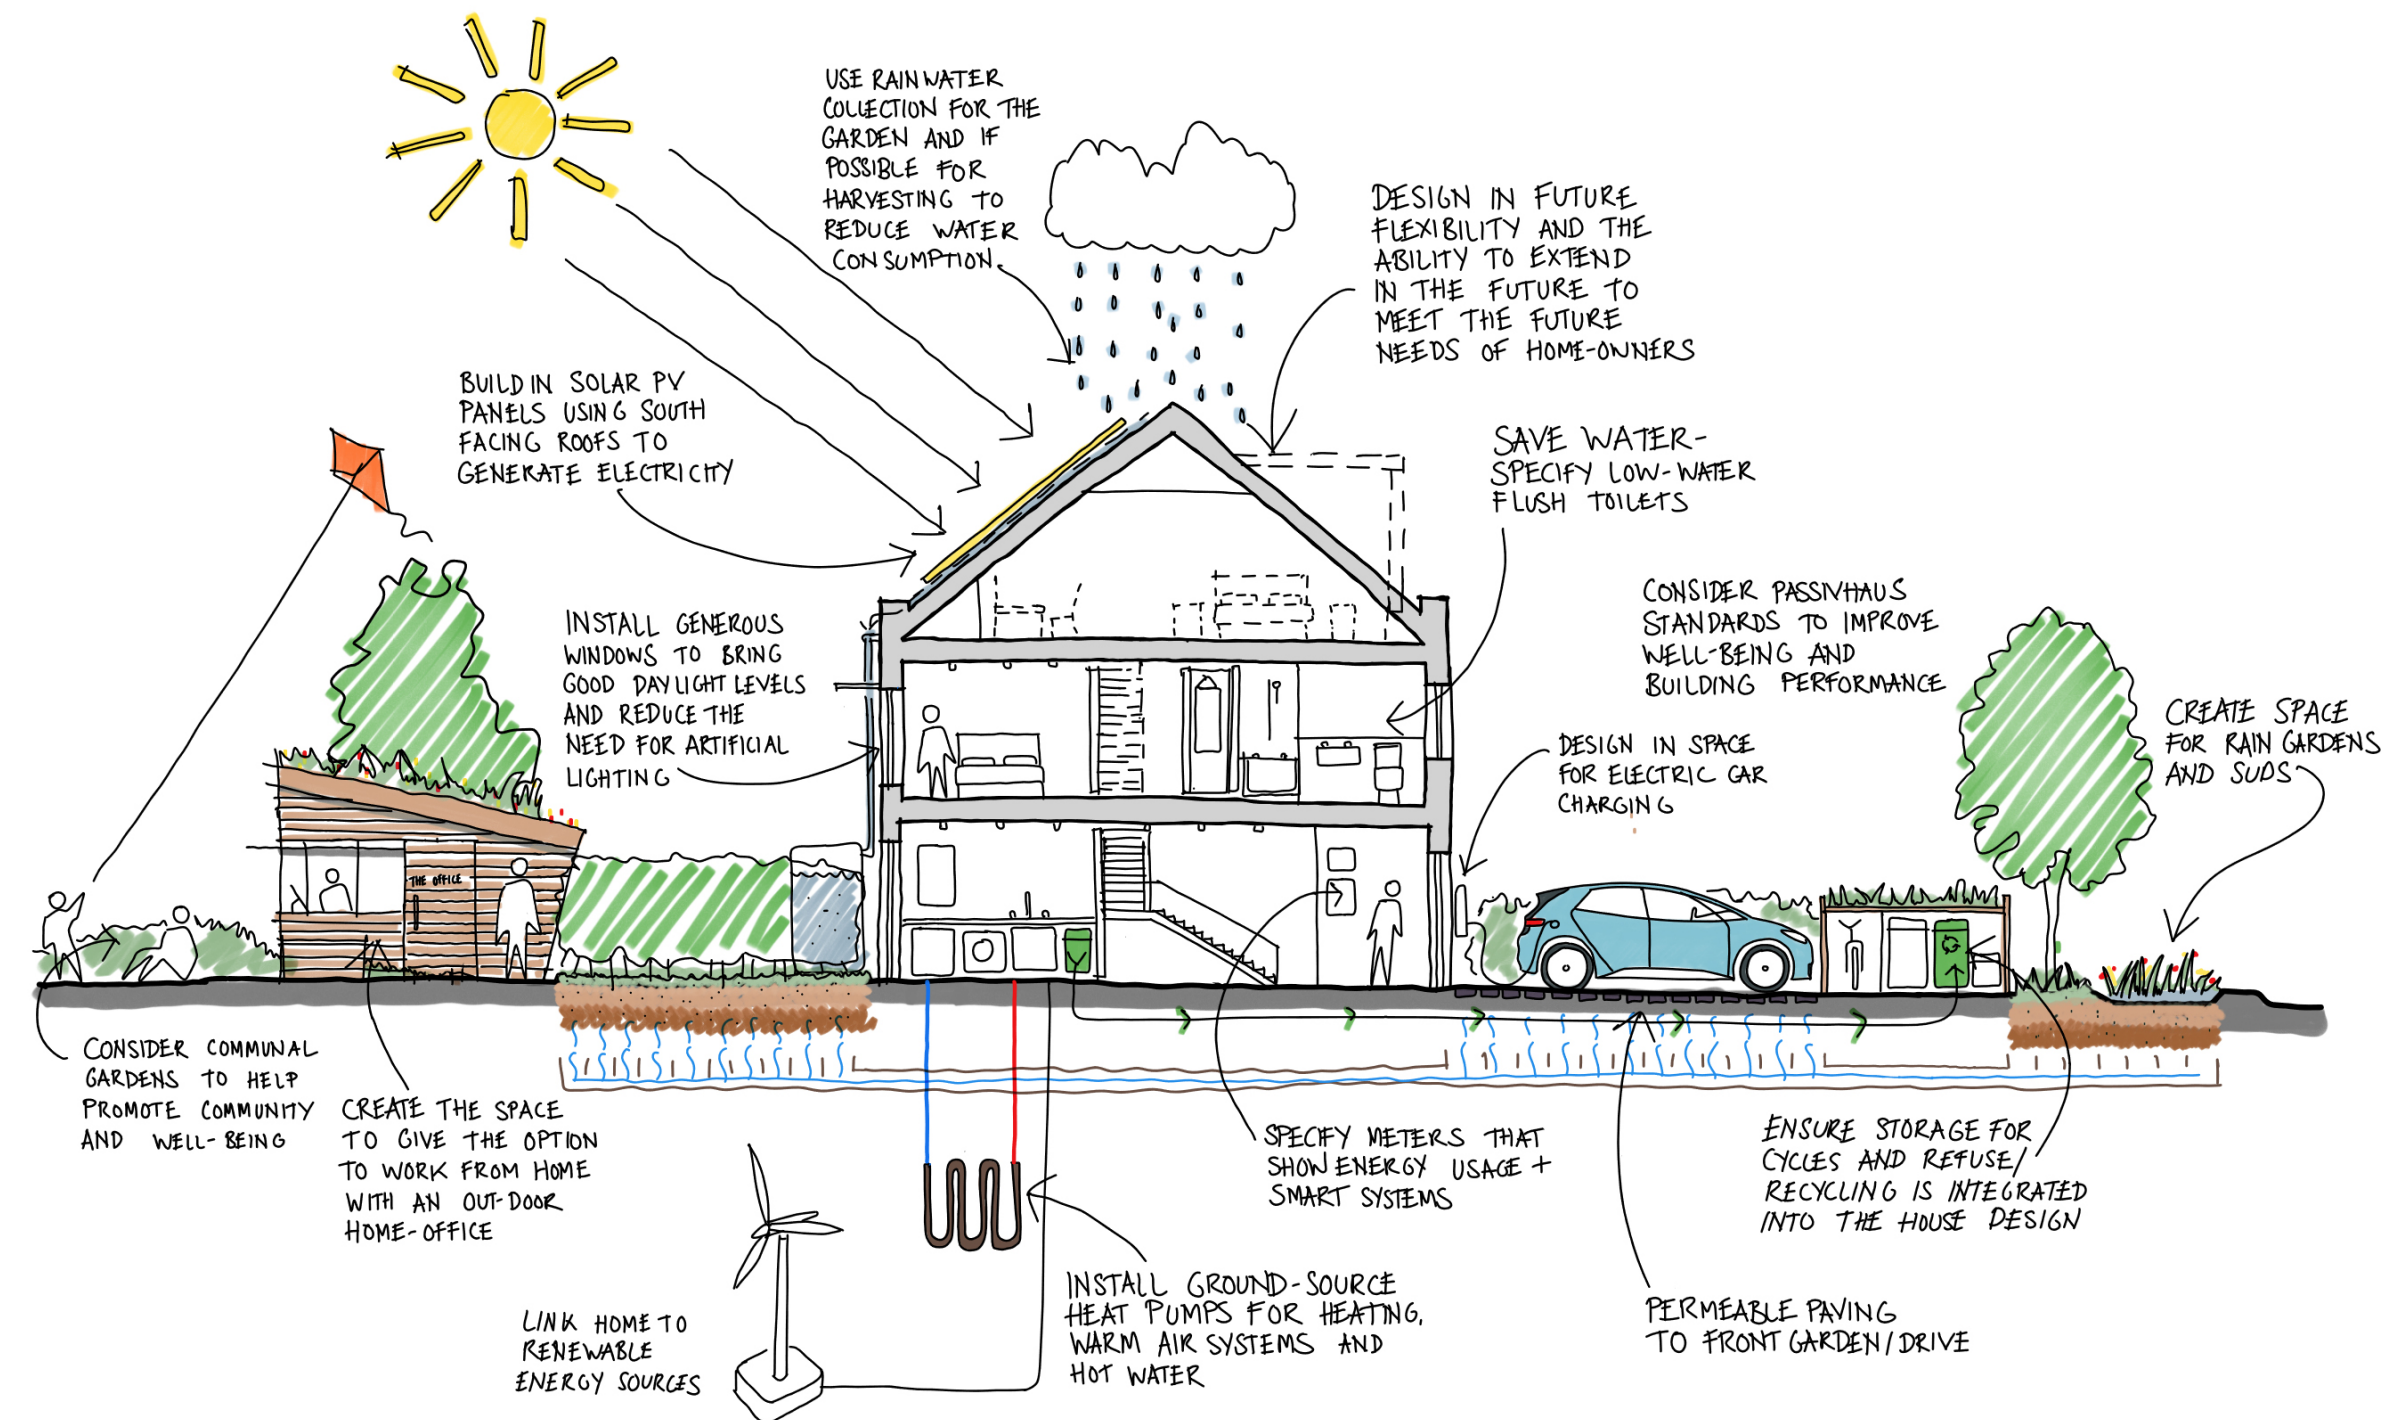 USE RAINWATER
COLLECTION FOR THE
GARDEN AND IF
POSSIBLE FOR
HARVESTING TO
REDUCE WATER
CONSUMPTION.
DESIGN IN FUTURE
FLEXIBILITY AND THE
ABILITY TO EXTEND
IN THE FUTURE TO
MEET THE FUTURE
NEEDS OF HOME-OWNERS
BUILD IN SOLAR PV
PANELS USING SOUTH
FACING ROOFS TO
GENERATE ELECTRICITY
SAVE WATER-
SPECIFY LOW-WATER
FLUSH TOILETS
INSTALL GENEROUS
WINDOWS TO BRING
GOOD DAYLIGHT LEVELS
AND REDUCE THE
NEED FOR ARTIFICIAL
LIGHTING
CONSIDER PASSIVHAUS
STANDARDS TO IMPROVE
WELL-BEING AND
BUILDING PERFORMANCE
CREATE SPACE
FOR RAIN GARDENS
AND SUDS
DESIGN IN SPACE
FOR ELECTRIC CAR
CHARGING
THE OFFICE
CONSIDER COMMUNAL
GARDENS TO HELP
PROMOTE COMMUNITY
AND WELL-BEING
CREATE THE SPACE
TO GIVE THE OPTION
TO WORK FROM HOME
WITH AN OUT-DOOR
HOME-OFFICE
SPECIFY METERS THAT
SHOW ENERGY USAGE +
SMART SYSTEMS
ENSURE STORAGE FOR
CYCLES AND REFUSE/
RECYCLING IS INTEGRATED
INTO THE HOUSE DESIGN
LINK HOME TO
RENEWABLE
ENERGY SOURCES
INSTALL GROUND-SOURCE
HEAT PUMPS FOR HEATING,
WARM AIR SYSTEMS AND
HOT WATER
PERMEABLE PAVING
TO FRONT GARDEN/DRIVE